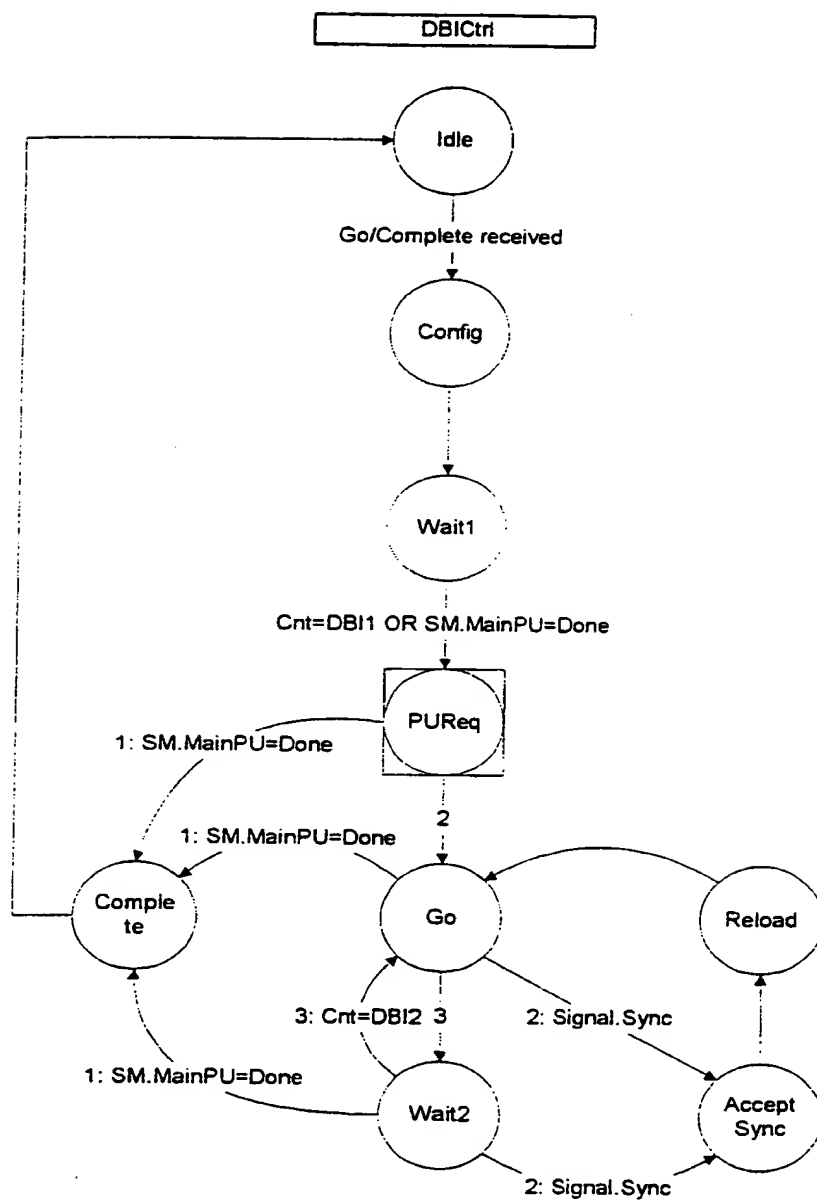 DBICtrl
Idle
Go/Complete received
Config
Wait1
Cnt=DBI1 OR SM.MainPU=Done
PUReq
1: SM.MainPU=Done
2
1: SM.MainPU=Done
Comple
te
Go
Reload
3: Cnt=DBI2
3
2: Signal.Sync
1: SM.MainPU=Done
Wait2
Accept
Sync
2: Signal.Sync